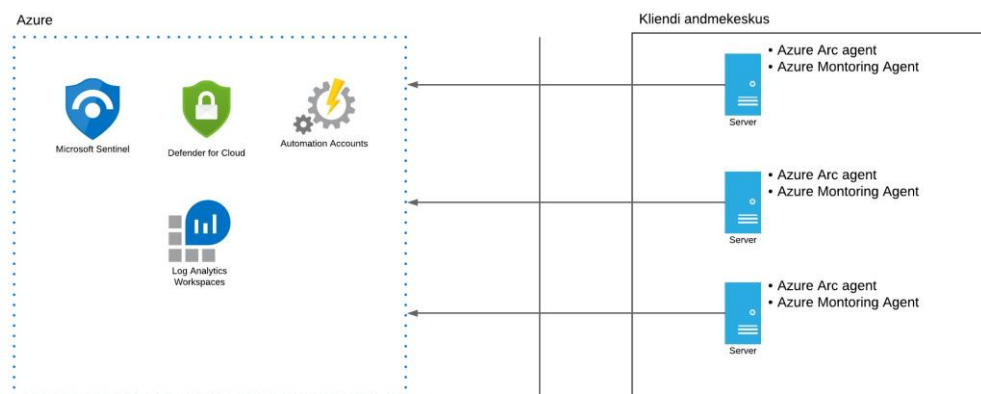 Azure
Kliendi andmekeskus
Microsoft Sentinel
Defender for Cloud
Automation Accounts
Log Analytics
Workspaces
• Azure Arc agent
• Azure Montoring Agent
Server
• Azure Arc agent
• Azure Montoring Agent
Server
• Azure Arc agent
• Azure Montoring Agent
Server